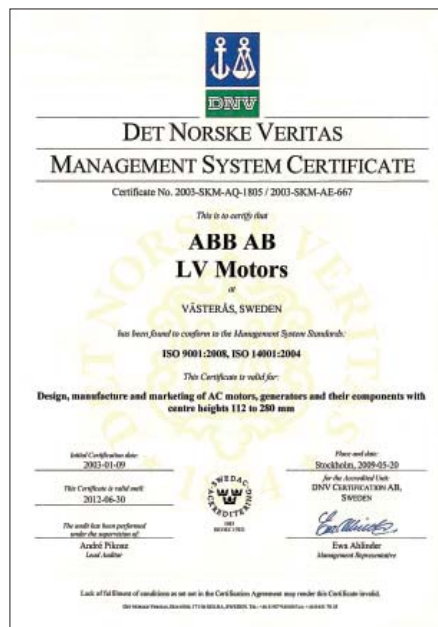 DNV
DET NORSKE VERITAS
MANAGEMENT SYSTEM CERTIFICATE
Certificate No. 2003-SKM-AQ-1805 / 2003-SKM-AE-667
This is to certify that
ABB AB
LV Motors
at
VÄSTERÅS, SWEDEN
has been found to conform to the Management System Standards:
ISO 9001:2008, ISO 14001:2004
This Certificate is valid for:
Design, manufacture and marketing of AC motors, generators and their components with
centre heights 112 to 280 mm
Initial Certification date:
2003-01-09
Place and date:
Stockholm, 2009-05-20
This Certificate is valid until:
2012-06-30
for the Accredited Unit:
DNV CERTIFICATION AB,
SWEDEN
SWEDAC
ACKREDITERING
The audit has been performed
under the supervision of:
André Pikosz
Lead Auditor
Ewa Ahlinder
Management Representative
Lack of fulfilment of conditions as set out in the Certification Agreement may render this Certificate invalid.